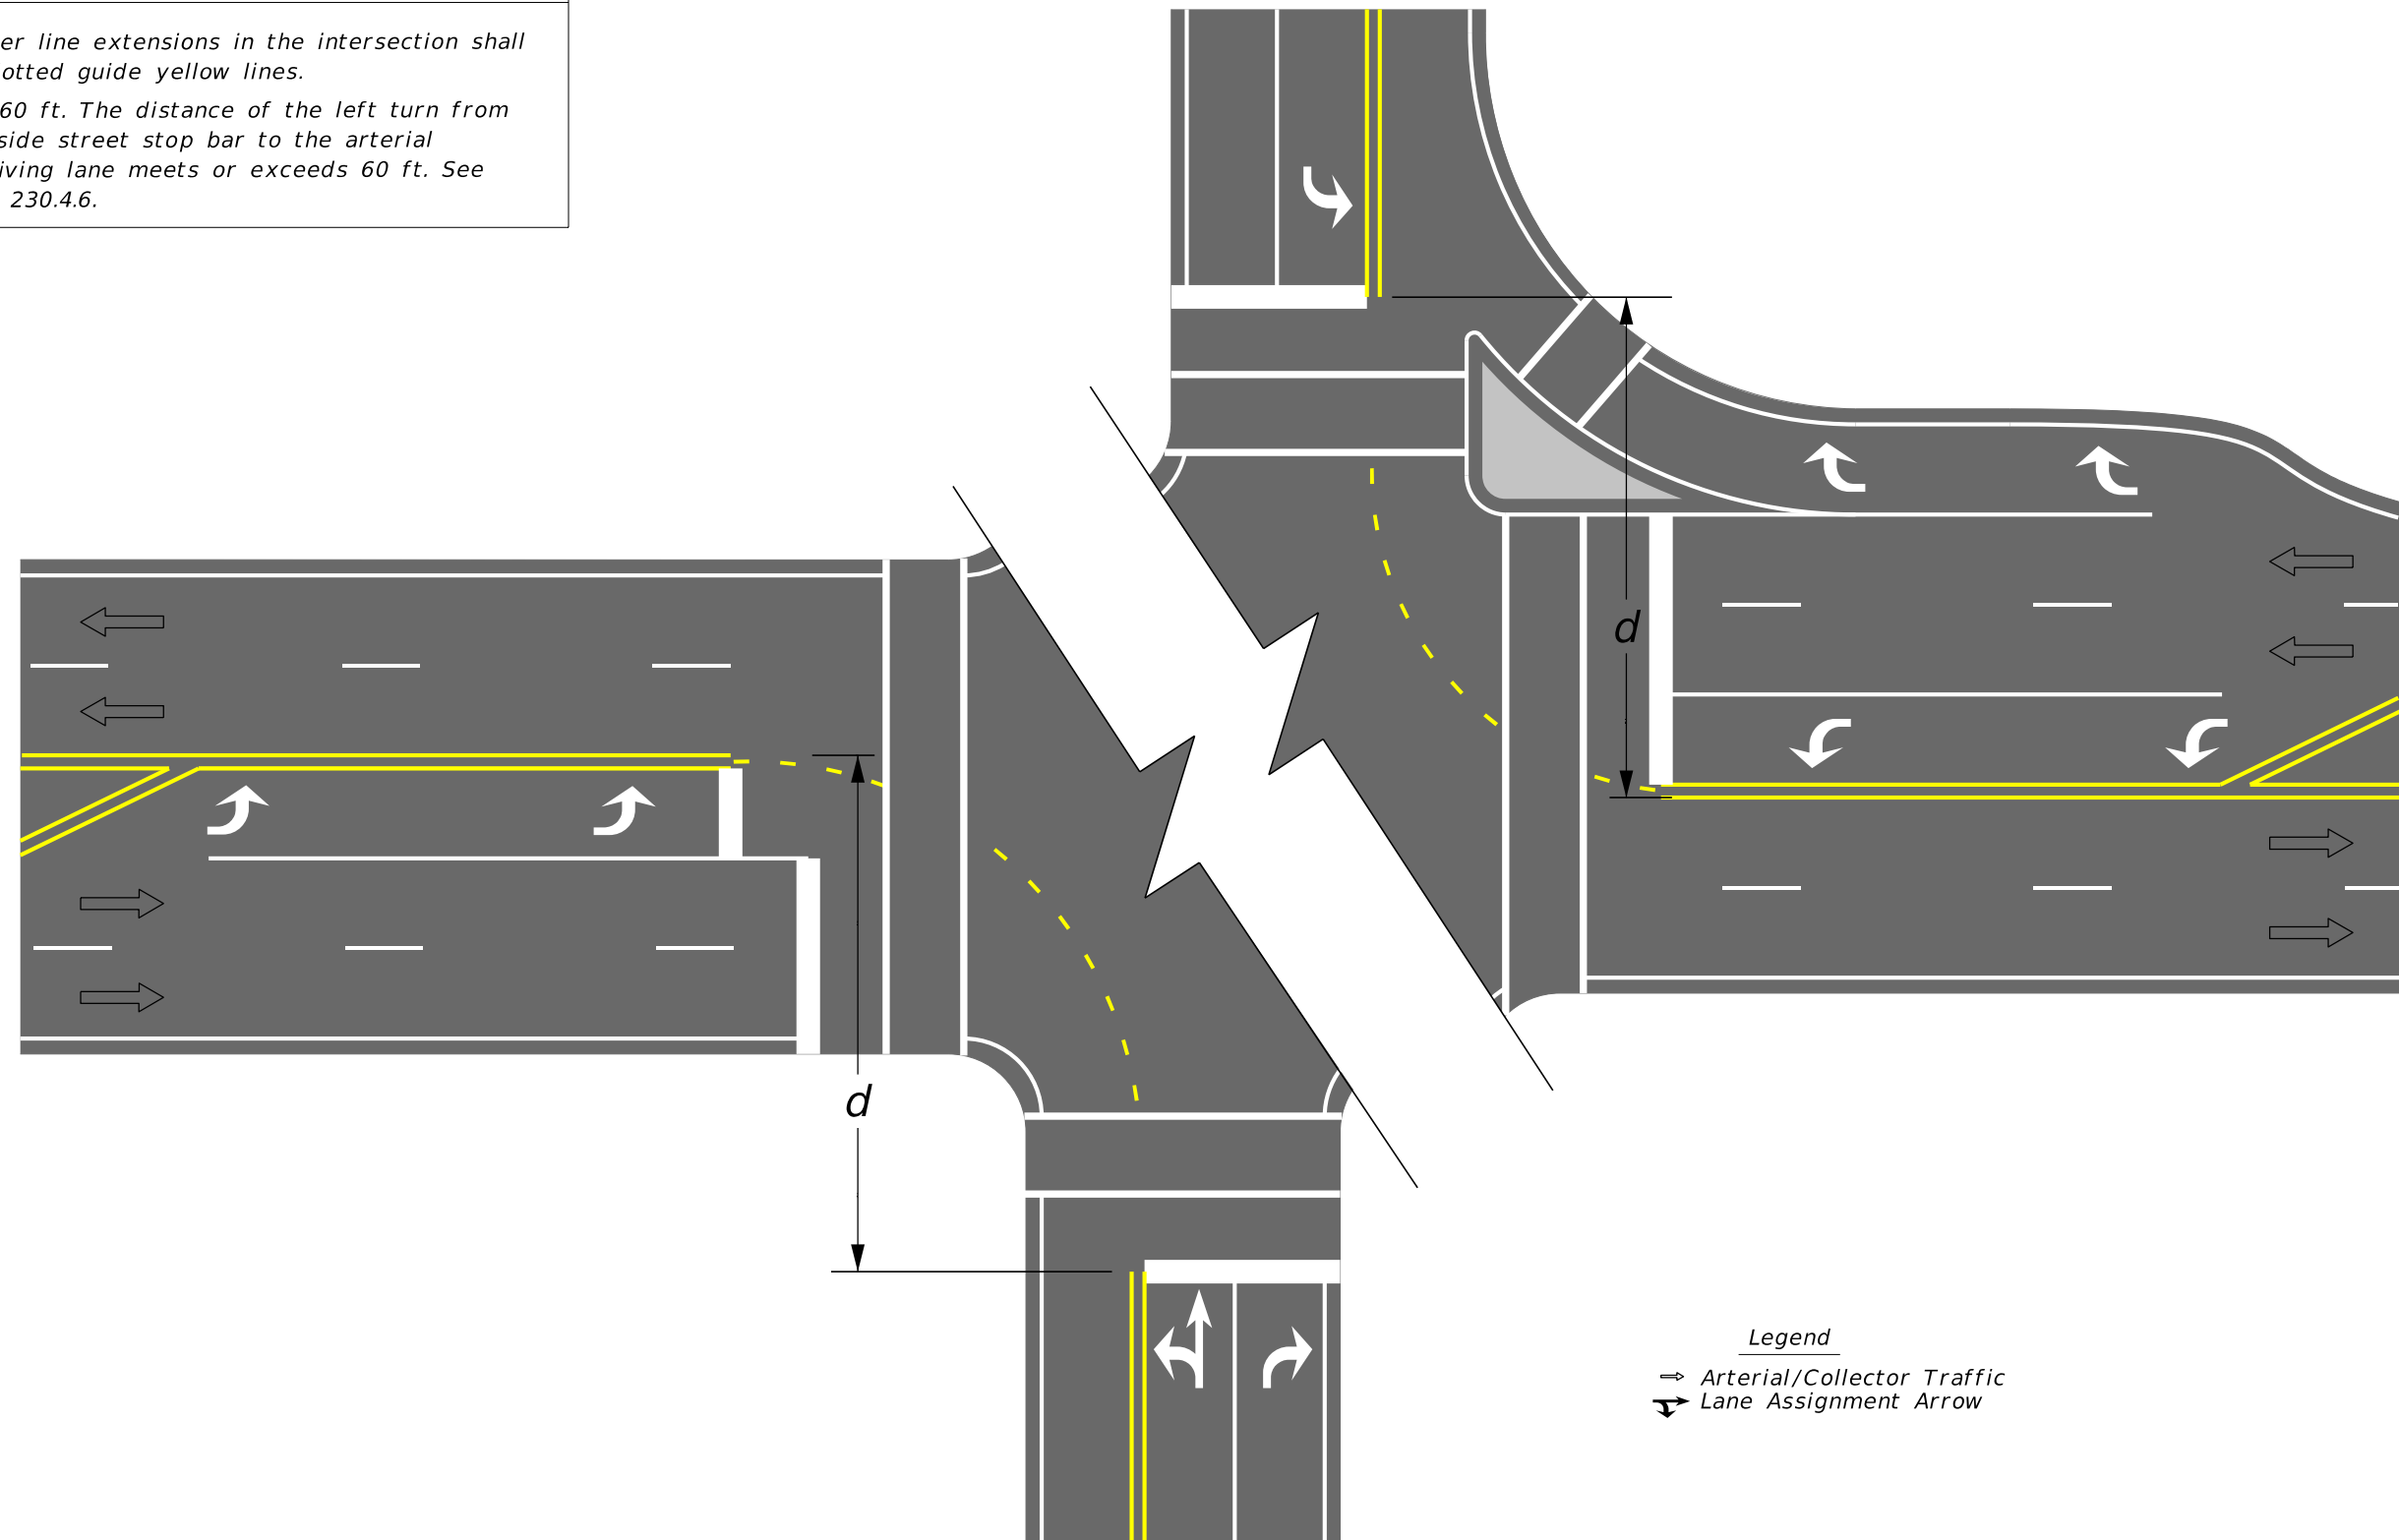 er line extensions in the intersection shall
otted guide yellow lines.
60 ft. The distance of the left turn from
side street stop bar to the arterial
iving lane meets or exceeds 60 ft. See
230.4.6.
d
d
Legend
Arterial/Collector Traffic
Lane Assignment Arrow